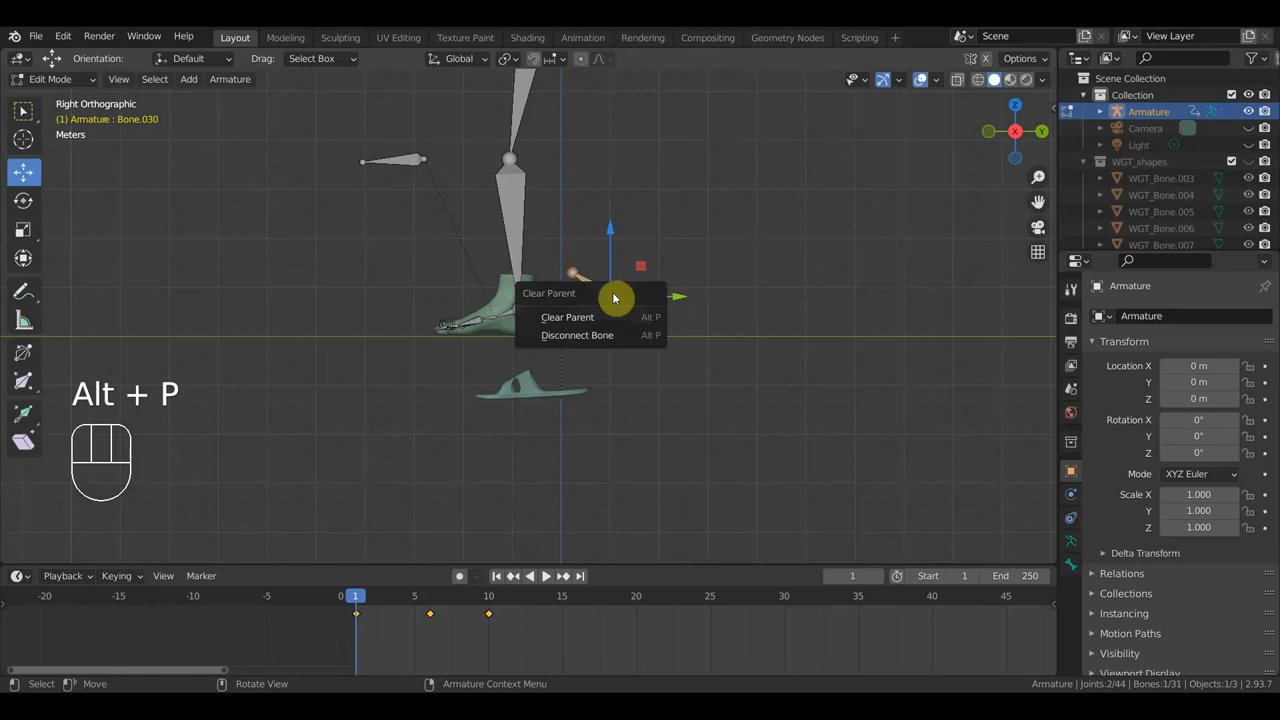 File Edit Render Window Help Layout Modeling Sculpting UV Editing Texture Paint Shading Animation Rendering Compositing Geometry Nodes Scripting + Scene View Layer
Orientation: Default Drag: Select Box Global Options
Edit Mode View Select Add Armature
Right Orthographic
(1) Armature : Bone.030
Meters
Z
X
Y
Clear Parent
Clear Parent Alt P
Disconnect Bone Alt P
Alt + P
Scene Collection
Collection
Armature
Camera
Light
WGT_shapes
WGT_Bone.003
WGT_Bone.004
WGT_Bone.005
WGT_Bone.006
WGT_Bone.007
Armature
Armature
Transform
Location X 0 m
Y 0 m
Z 0 m
Rotation X 0°
Y 0°
Z 0°
Mode XYZ Euler
Scale X 1.000
Y 1.000
Z 1.000
Delta Transform
Relations
Collections
Instancing
Motion Paths
Visibility
Viewport Display
Playback Keying View Marker 1 Start 1 End 250
-20 -15 -10 -5 0 1 5 10 15 20 25 30 35 40 45
Select Move Rotate View Armature Context Menu Armature | Joints:2/44 | Bones:1/31 | Objects:1/3 | 2.93.7